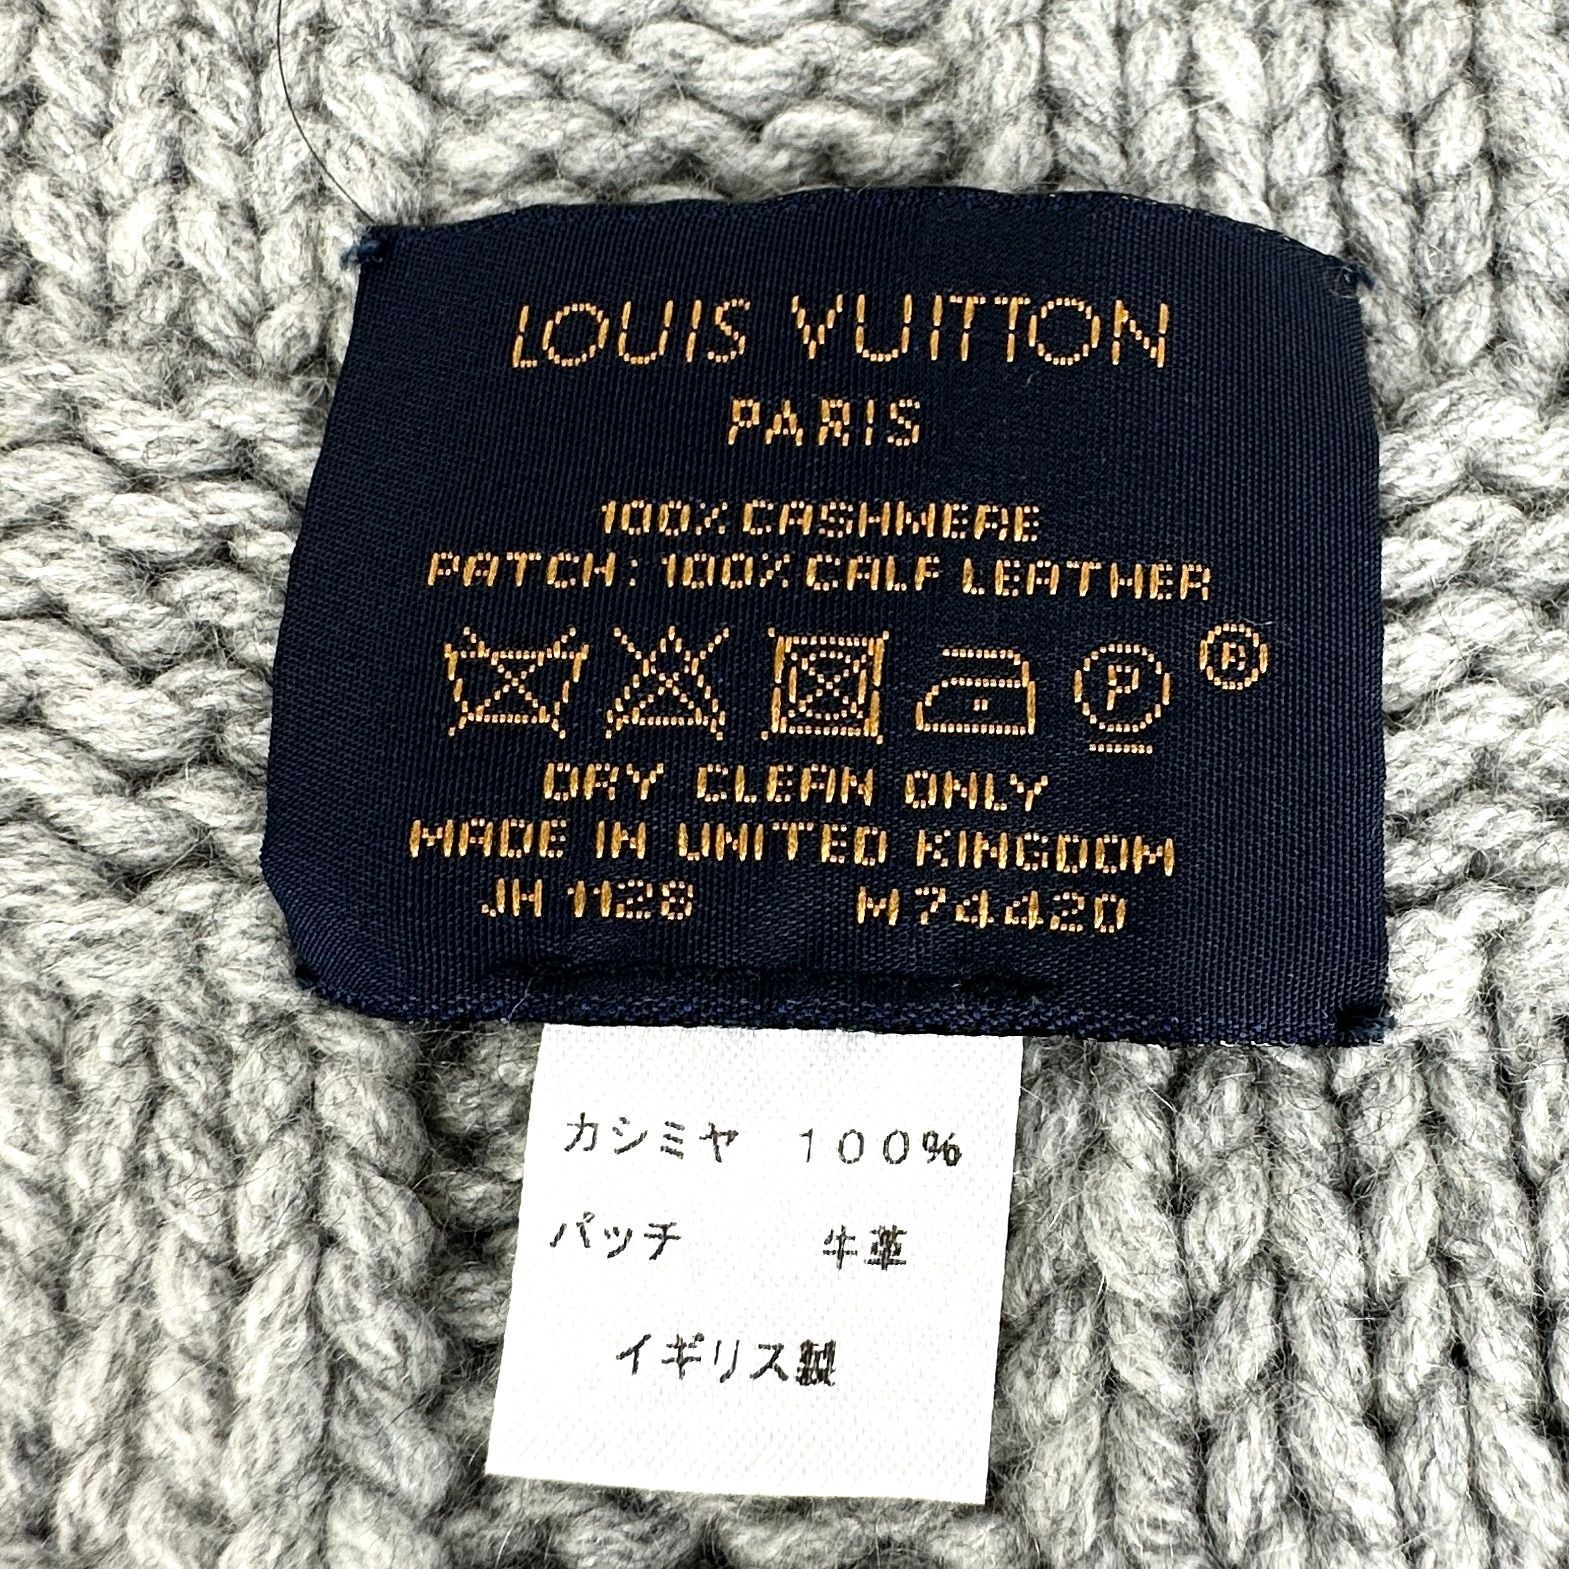 LOUIS VUITTON
PARIS
100% CASHMERE
PATCH: 100% CALF LEATHER
P ®
DRY CLEAN ONLY
MADE IN UNITED KINGDOM
JH 1128 M74420
カシミヤ 100%
パッチ 牛革
イギリス製